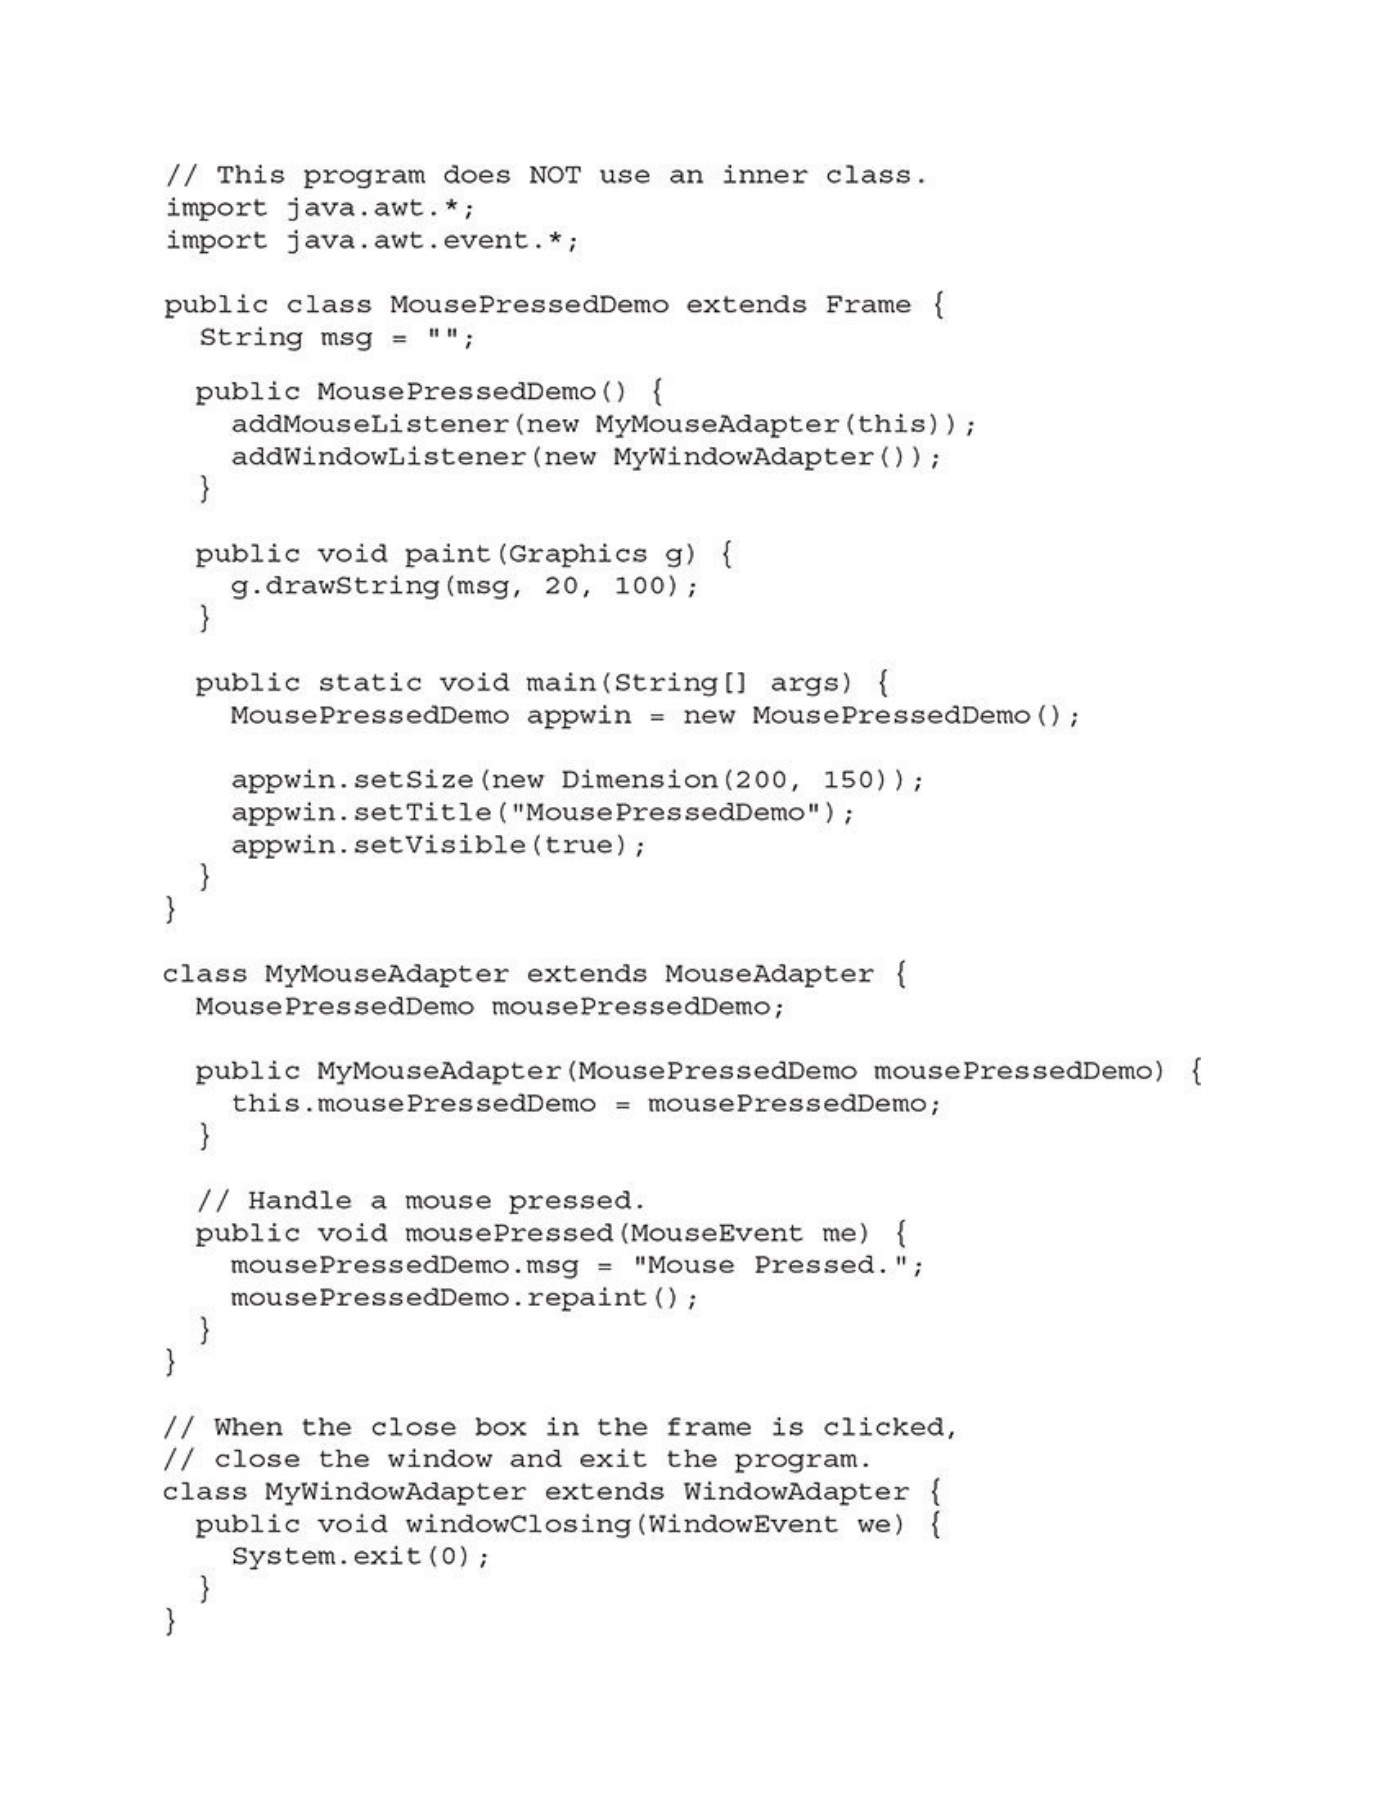 // This program does NOT use an inner class.
import java.awt.*;
import java.awt.event.*;

public class MousePressedDemo extends Frame {
  String msg = "";

  public MousePressedDemo() {
    addMouseListener(new MyMouseAdapter(this));
    addWindowListener(new MyWindowAdapter());
  }

  public void paint(Graphics g) {
    g.drawString(msg, 20, 100);
  }

  public static void main(String[] args) {
    MousePressedDemo appwin = new MousePressedDemo();

    appwin.setSize(new Dimension(200, 150));
    appwin.setTitle("MousePressedDemo");
    appwin.setVisible(true);
  }
}

class MyMouseAdapter extends MouseAdapter {
  MousePressedDemo mousePressedDemo;

  public MyMouseAdapter(MousePressedDemo mousePressedDemo) {
    this.mousePressedDemo = mousePressedDemo;
  }

  // Handle a mouse pressed.
  public void mousePressed(MouseEvent me) {
    mousePressedDemo.msg = "Mouse Pressed.";
    mousePressedDemo.repaint();
  }
}

// When the close box in the frame is clicked,
// close the window and exit the program.
class MyWindowAdapter extends WindowAdapter {
  public void windowClosing(WindowEvent we) {
    System.exit(0);
  }
}